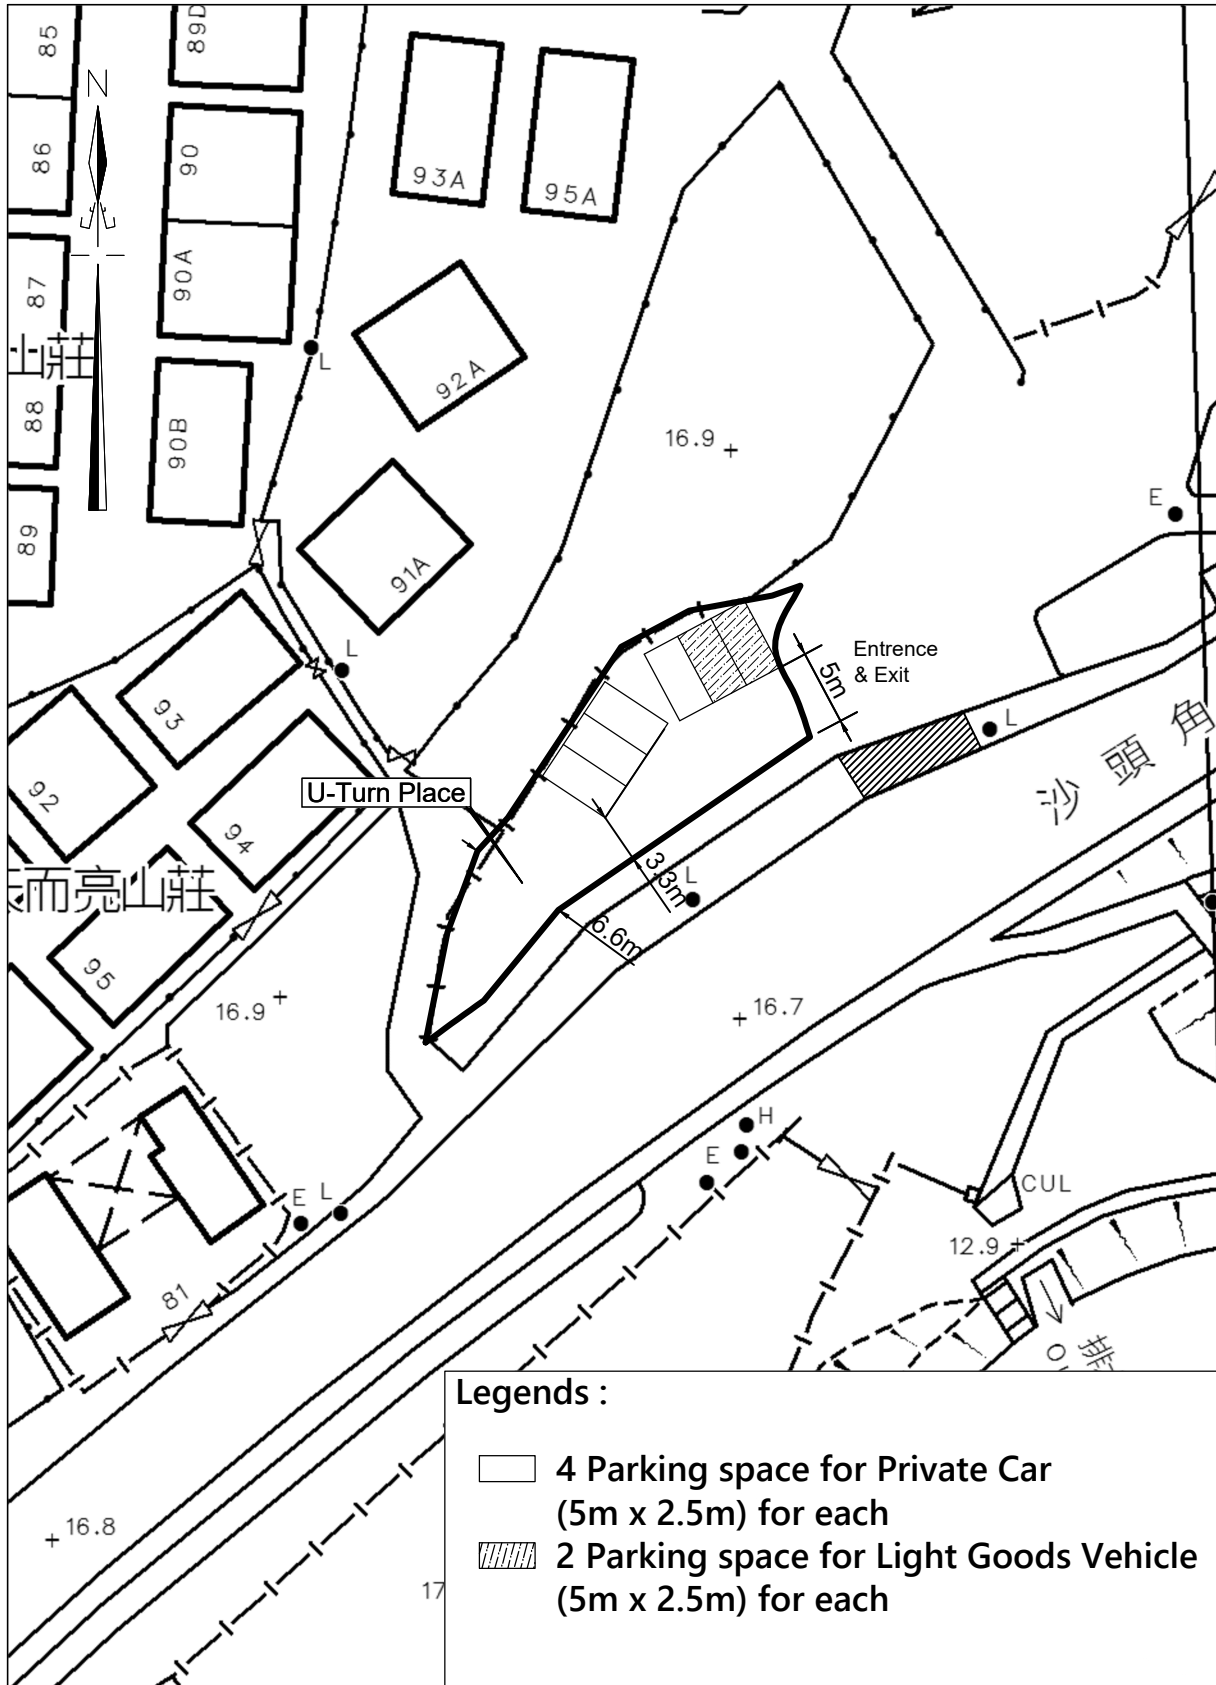 85
89D
N
86
90
93A
95A
87
90A
山莊
L
92A
88
90B
16.9
E
89
91A
L
Entrence
& Exit
5m
93
L
沙頭角
92
U-Turn Place
94
3.3m
L
而亮山莊
6.6m
95
16.9
16.7
H
E
CUL
E L
12.9
81
排
Legends :
4 Parking space for Private Car
(5m x 2.5m) for each
16.8
2 Parking space for Light Goods Vehicle
(5m x 2.5m) for each
17